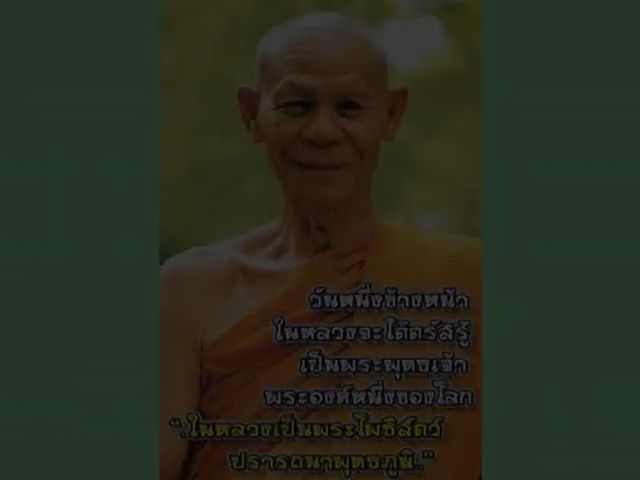 วันหนึ่งข้างหน้า
ในหลวงจะได้ตรัสรู้
เป็นพระพุทธเจ้า
พระองค์หนึ่งของโลก
“..ในหลวงเป็นพระโพธิสัตว์
ปรารถนาพุทธภูมิ..”